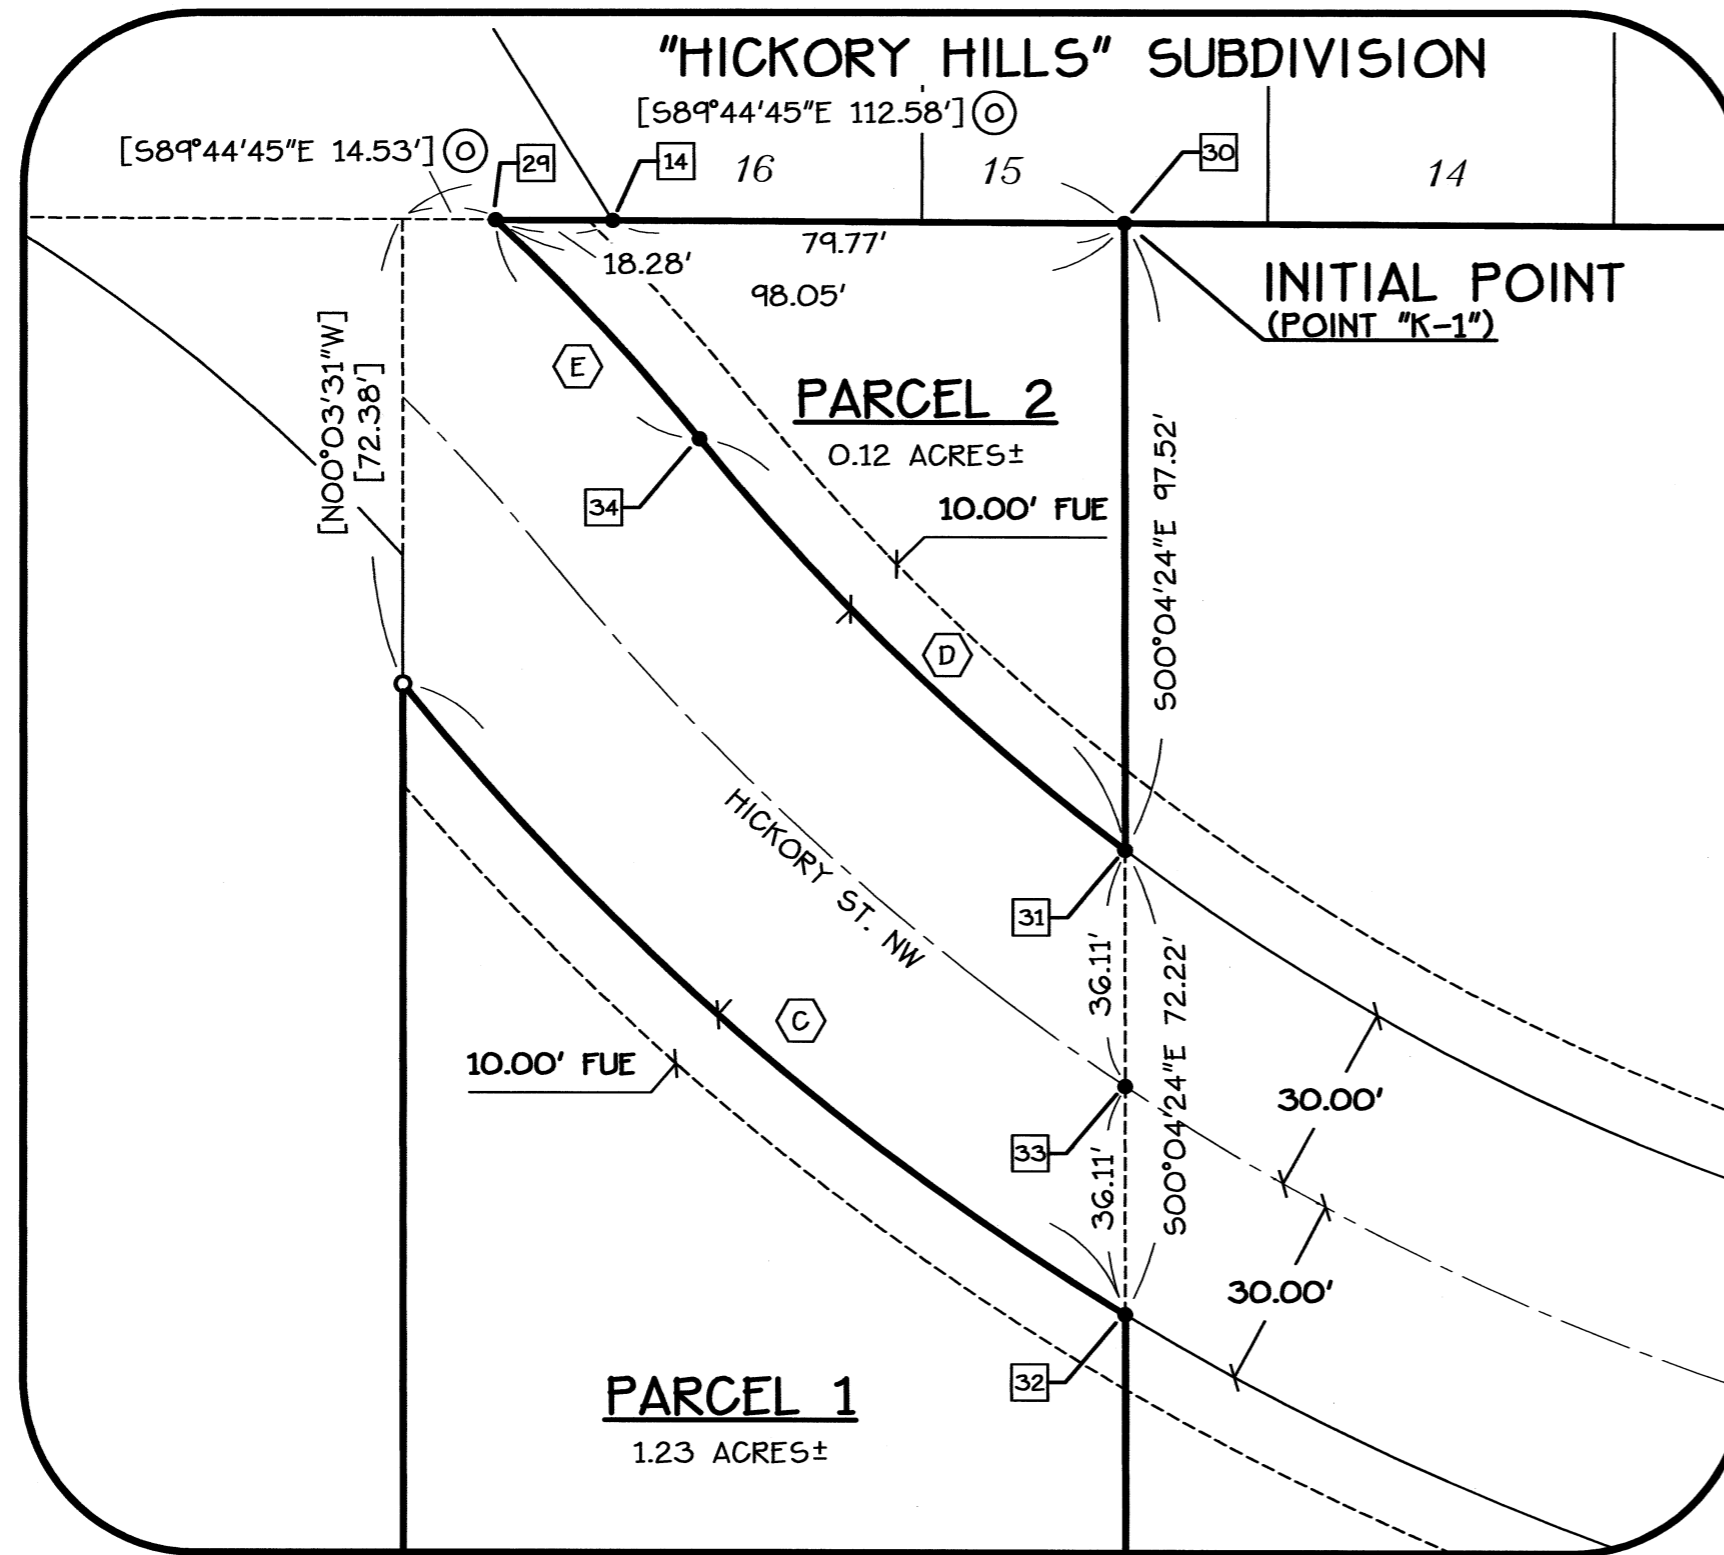 "HICKORY HILLS" SUBDIVISION
[S89°44'45"E 112.58'] O
[S89°44'45"E 14.53'] O
29
14
16
15
30
14
79.77'
18.28'
98.05'
INITIAL POINT
(POINT "K-1")
[N00°03'31"W]
[72.38']
E
PARCEL 2
0.12 ACRES±
34
10.00' FUE
S00°04'24"E 97.52'
D
HICKORY ST. NW
31
36.11'
S00°04'24"E 72.22'
C
10.00' FUE
30.00'
33
36.11'
30.00'
32
PARCEL 1
1.23 ACRES±